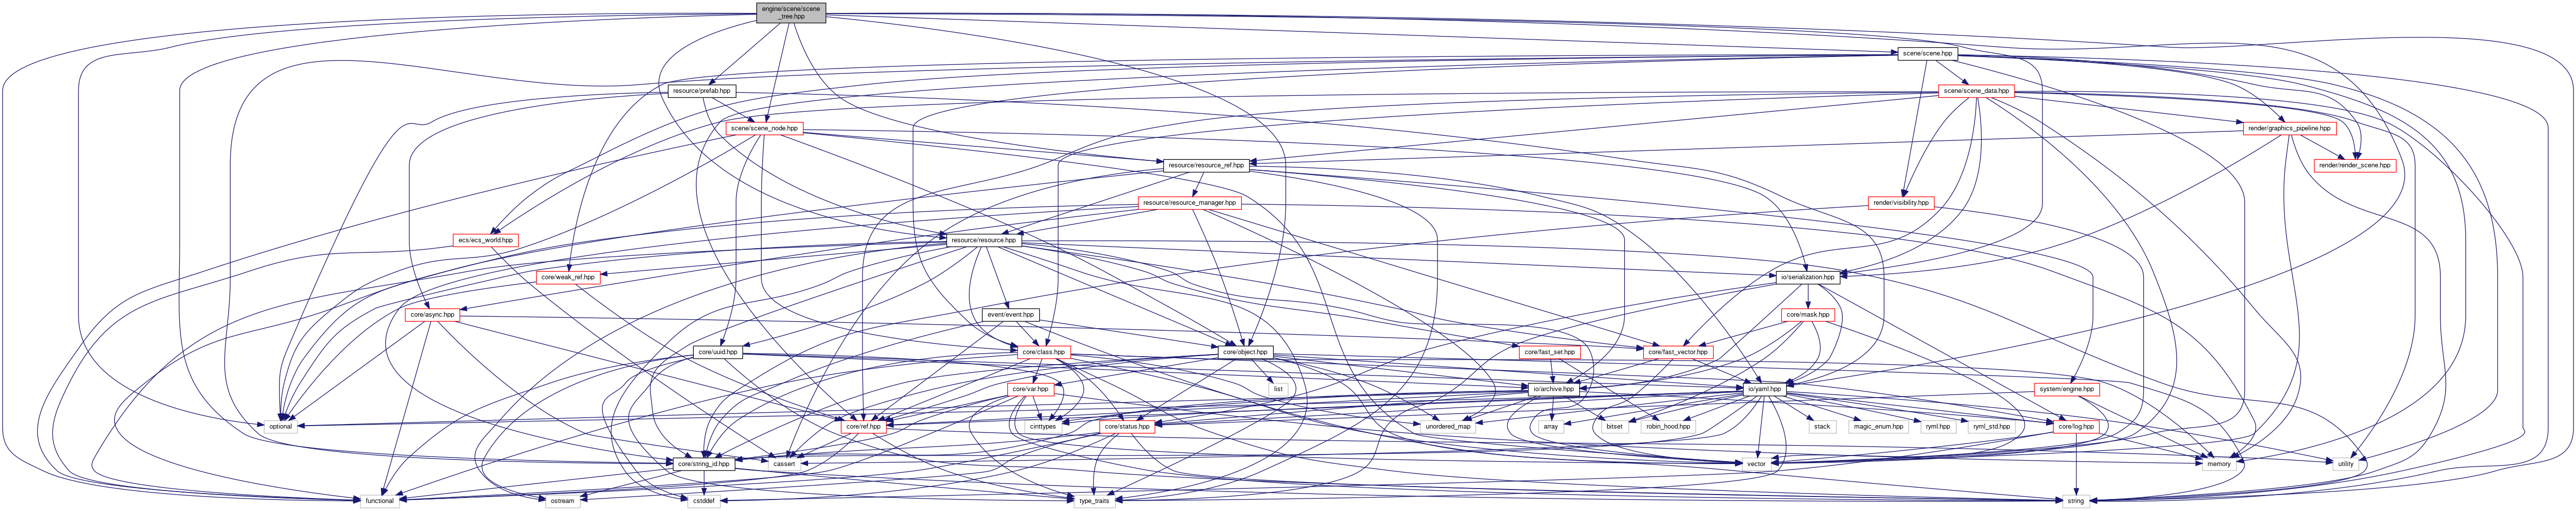 engine/scene/scene
_tree.hpp
scene/scene.hpp
resource/prefab.hpp
scene/scene_data.hpp
scene/scene_node.hpp
render/graphics_pipeline.hpp
resource/resource_ref.hpp
render/render_scene.hpp
resource/resource_manager.hpp
render/visibility.hpp
ecs/ecs_world.hpp
resource/resource.hpp
core/weak_ref.hpp
io/serialization.hpp
core/async.hpp
event/event.hpp
core/mask.hpp
core/uuid.hpp
core/class.hpp
core/object.hpp
core/fast_set.hpp
core/fast_vector.hpp
core/var.hpp
list
io/archive.hpp
io/yaml.hpp
system/engine.hpp
optional
core/ref.hpp
cinttypes
core/status.hpp
unordered_map
array
bitset
robin_hood.hpp
stack
magic_enum.hpp
ryml.hpp
ryml_std.hpp
core/log.hpp
core/string_id.hpp
cassert
vector
memory
utility
functional
ostream
cstddef
type_traits
string